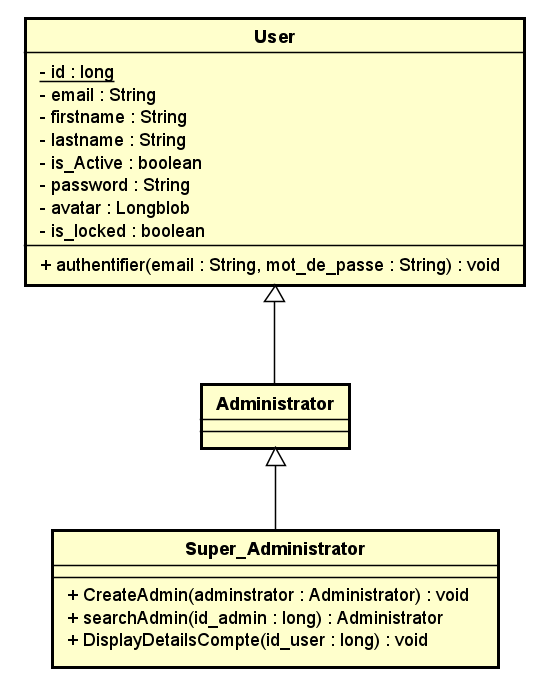 User
- id : long
- email : String
- firstname : String
- lastname : String
- is_Active : boolean
- password : String
- avatar : Longblob
- is_locked : boolean
+ authentifier(email : String, mot_de_passe : String) : void
Administrator
Super_Administrator
+ CreateAdmin(adminstrator : Administrator) : void
+ searchAdmin(id_admin : long) : Administrator
+ DisplayDetailsCompte(id_user : long) : void